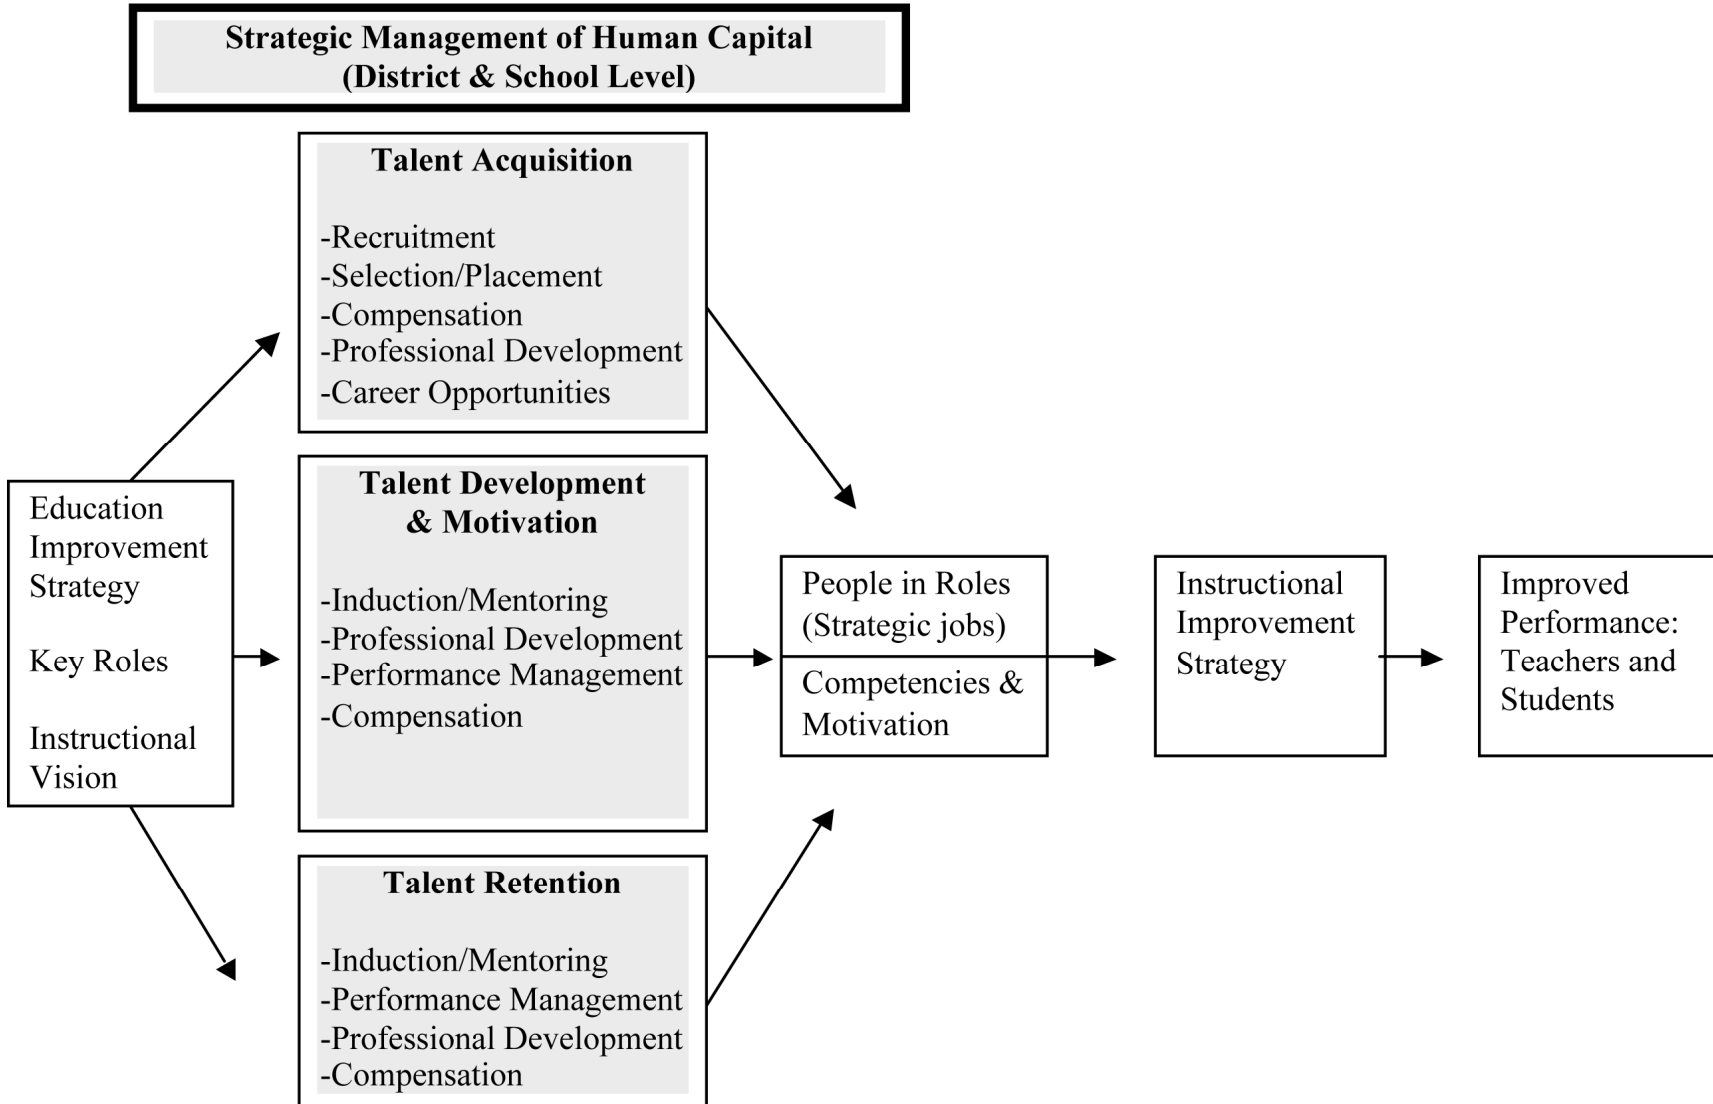 Strategic Management of Human Capital
(District & School Level)
Talent Acquisition
-Recruitment
-Selection/Placement
-Compensation
-Professional Development
-Career Opportunities
Education
Improvement
Strategy
Key Roles
Instructional
Vision
Talent Development
& Motivation
-Induction/Mentoring
-Professional Development
-Performance Management
-Compensation
Talent Retention
-Induction/Mentoring
-Performance Management
-Professional Development
-Compensation
People in Roles
(Strategic jobs)
Competencies &
Motivation
Instructional
Improvement
Strategy
Improved
Performance:
Teachers and
Students